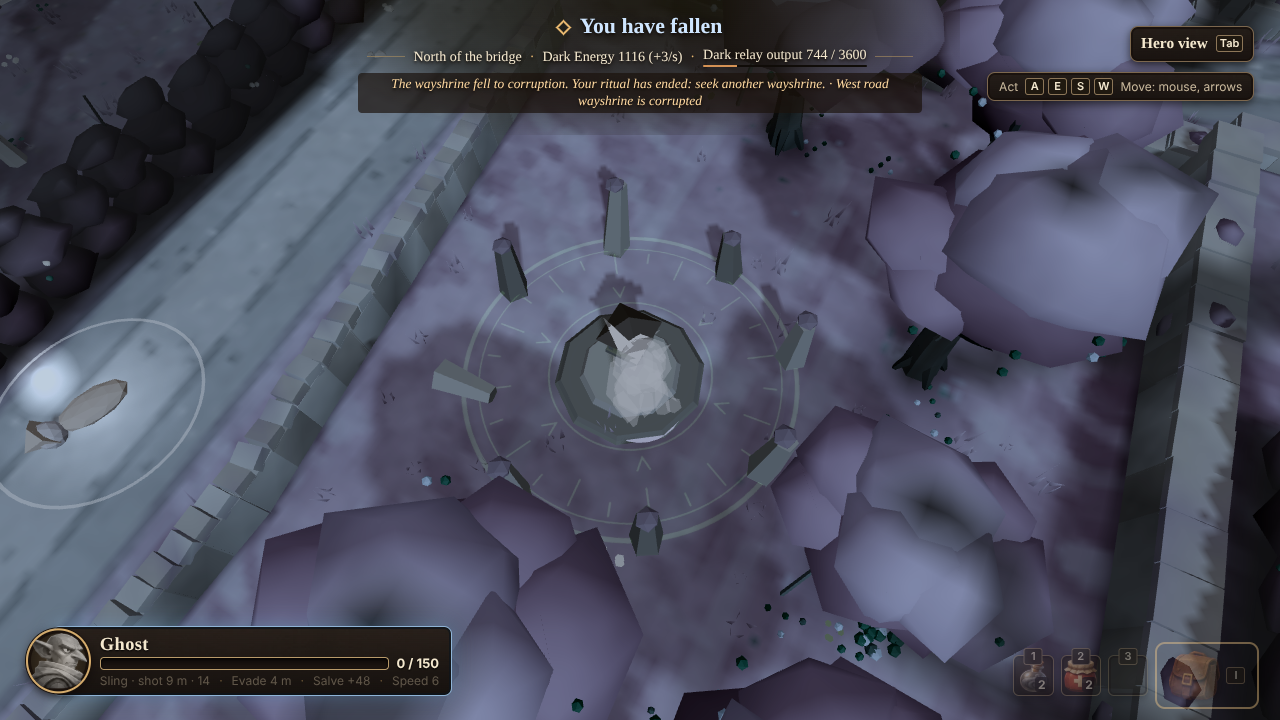 You have fallen
North of the bridge · Dark Energy 1116 (+3/s) · Dark relay output 744 / 3600
The wayshrine fell to corruption. Your ritual has ended: seek another wayshrine. · West road
wayshrine is corrupted
Hero view Tab
Act A E S W Move: mouse, arrows
Ghost
0 / 150
Sling · shot 9 m · 14 · Evade 4 m · Salve +48 · Speed 6
1 2 3
2 2 I